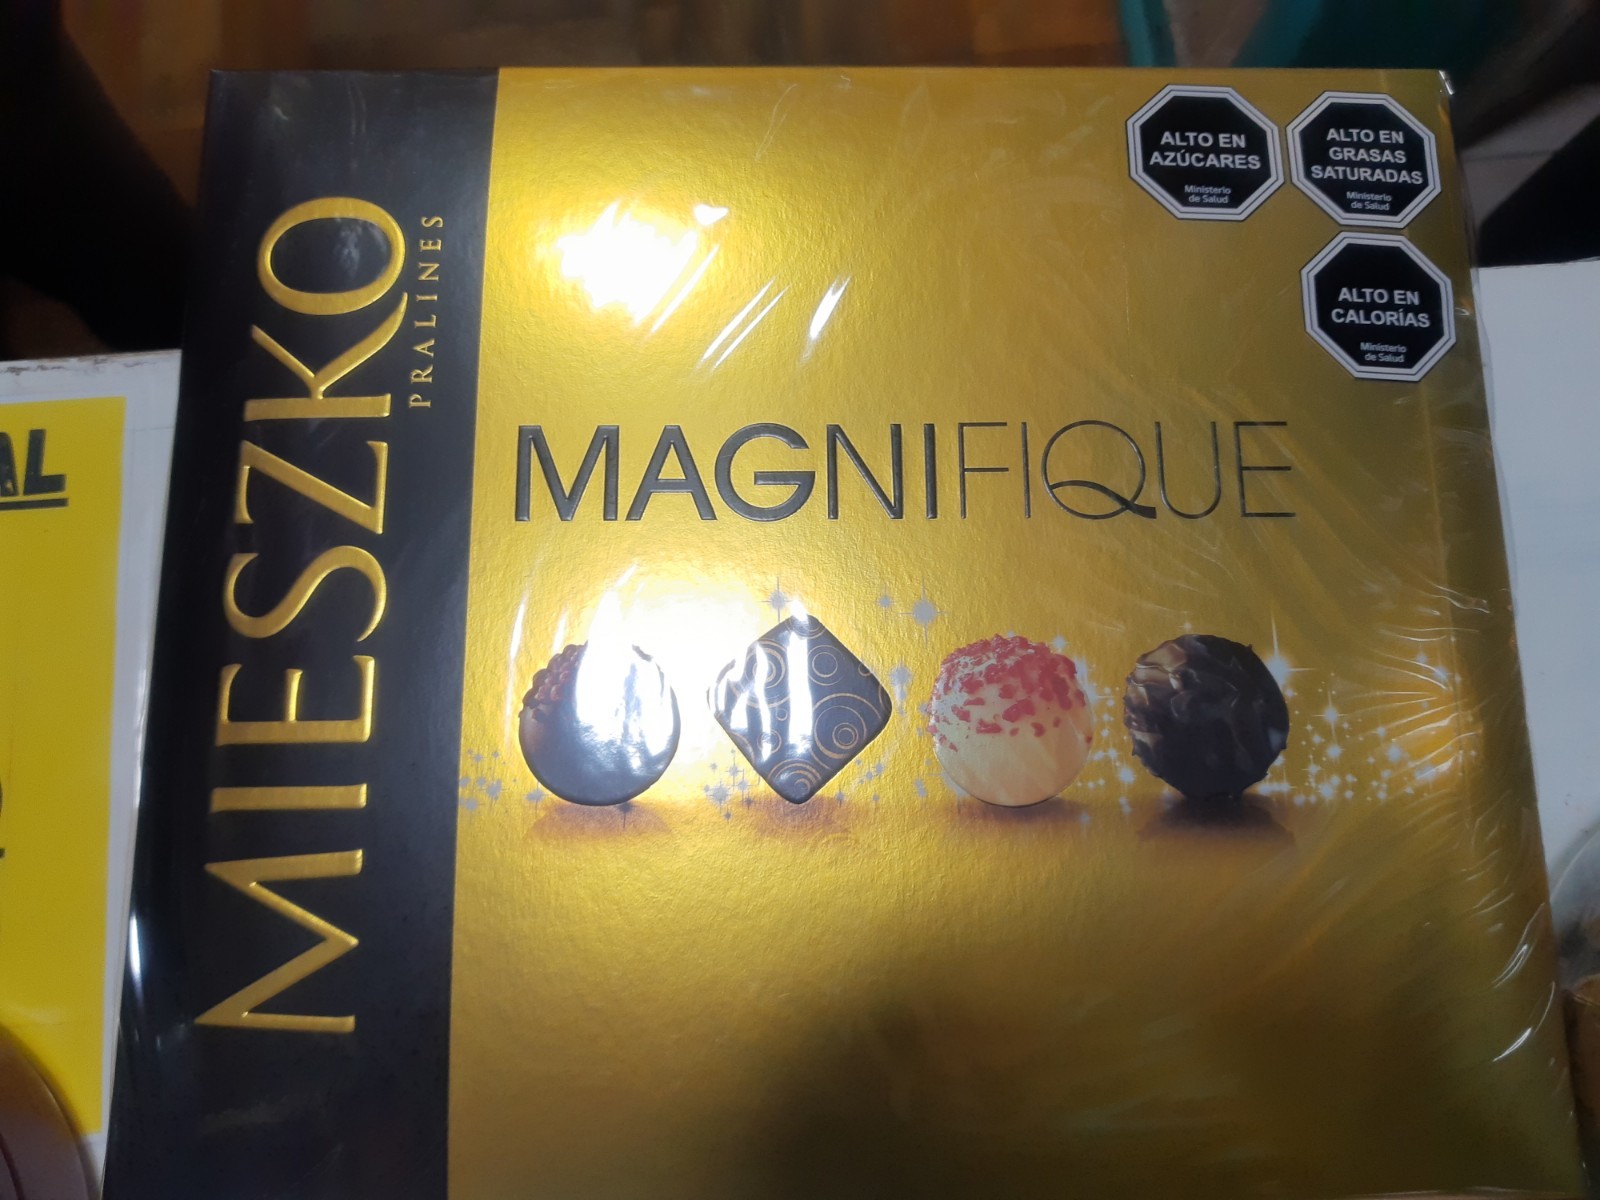 MIESZKO
PRALINES
MAGNIFIQUE
ALTO EN
AZÚCARES
Ministerio
de Salud
ALTO EN
GRASAS
SATURADAS
Ministerio
de Salud
ALTO EN
CALORÍAS
Ministerio
de Salud
AL